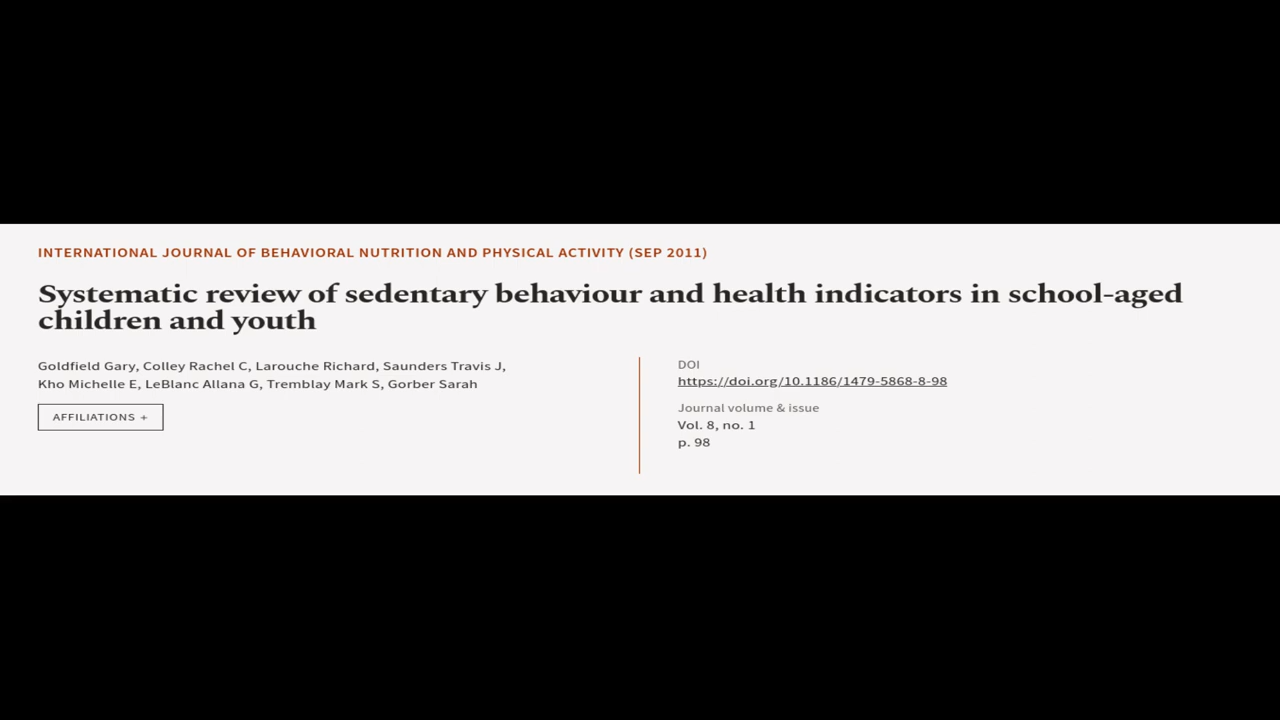 INTERNATIONAL JOURNAL OF BEHAVIORAL NUTRITION AND PHYSICAL ACTIVITY (SEP 2011)
Systematic review of sedentary behaviour and health indicators in school-aged
children and youth
Goldfield Gary, Colley Rachel C, Larouche Richard, Saunders Travis J,
Kho Michelle E, LeBlanc Allana G, Tremblay Mark S, Gorber Sarah
AFFILIATIONS +
DOI
https://doi.org/10.1186/1479-5868-8-98
Journal volume & issue
Vol. 8, no. 1
p. 98